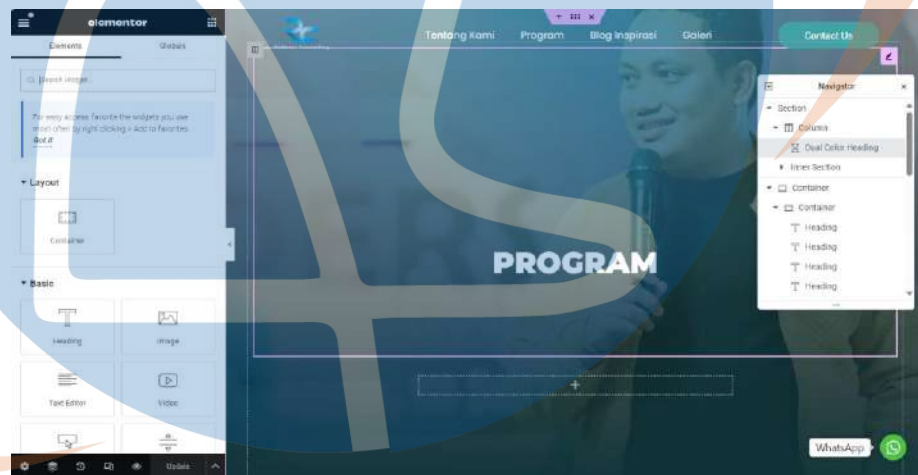 elementor
Elements
Globals
Search Widget...
For easy access, favorite the widgets you use
most often by right clicking > Add to Favorites.
Got it
Layout
Container
Basic
Heading
Image
Text Editor
Video
Update
Tentang Kami
Program
Blog Inspirasi
Galeri
Contact Us
PROGRAM
Navigator
Section
Column
Dual Color Heading
Inner Section
Container
Container
Heading
Heading
Heading
Heading
WhatsApp